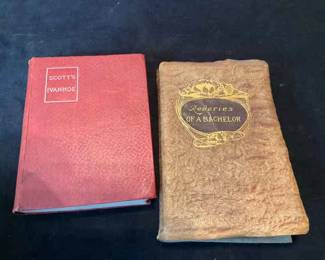 SCOTT'S
IVANHOE
Reveries
OF A BACHELOR